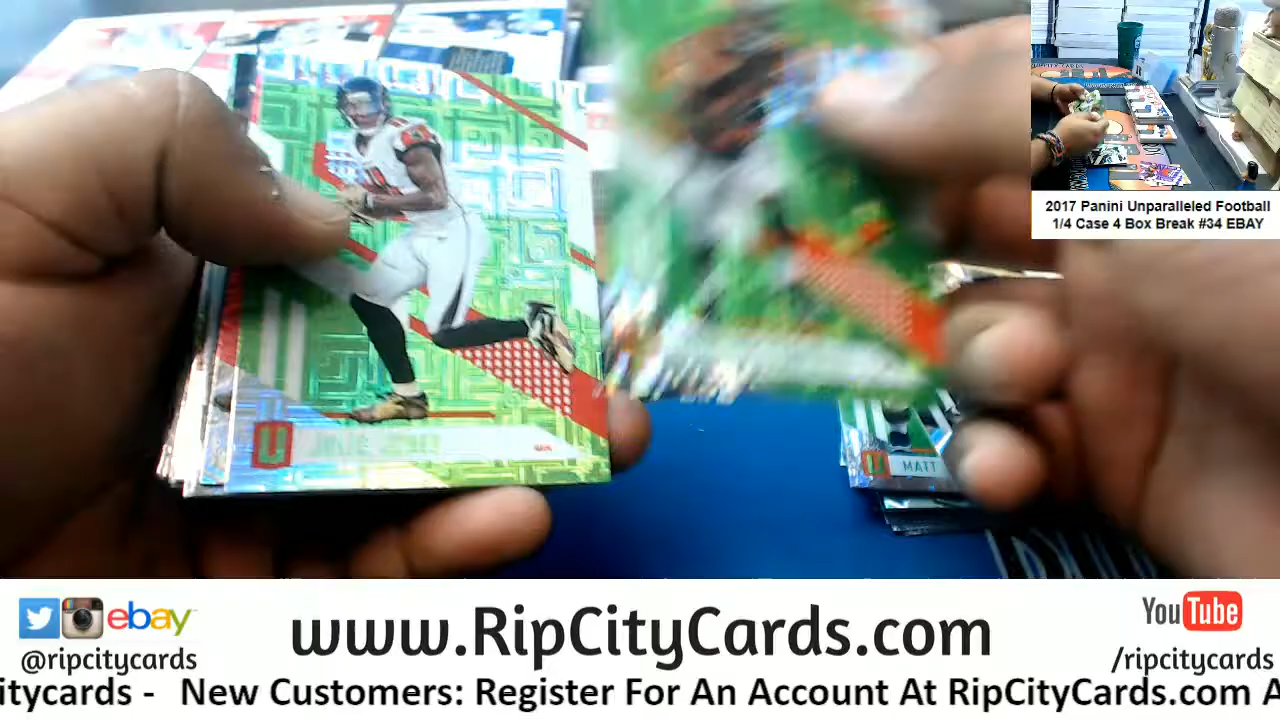 2017 Panini Unparalleled Football
1/4 Case 4 Box Break #34 EBAY
U
U MATT
ebay
@ripcitycards
www.RipCityCards.com
YouTube
/ripcitycards
itycards - New Customers: Register For An Account At RipCityCards.com A